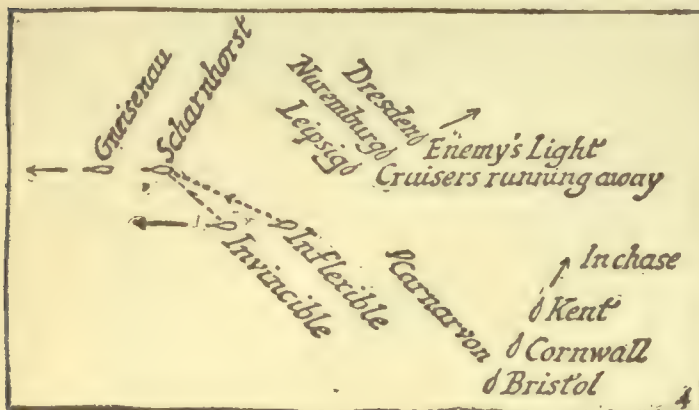 Gneisenau
Scharnhorst
Dresden
Nuremburg
Leipsig
Enemy's Light
Cruisers running away
Invincible
Inflexible
Carnarvon
In chase
Kent
Cornwall
Bristol
4